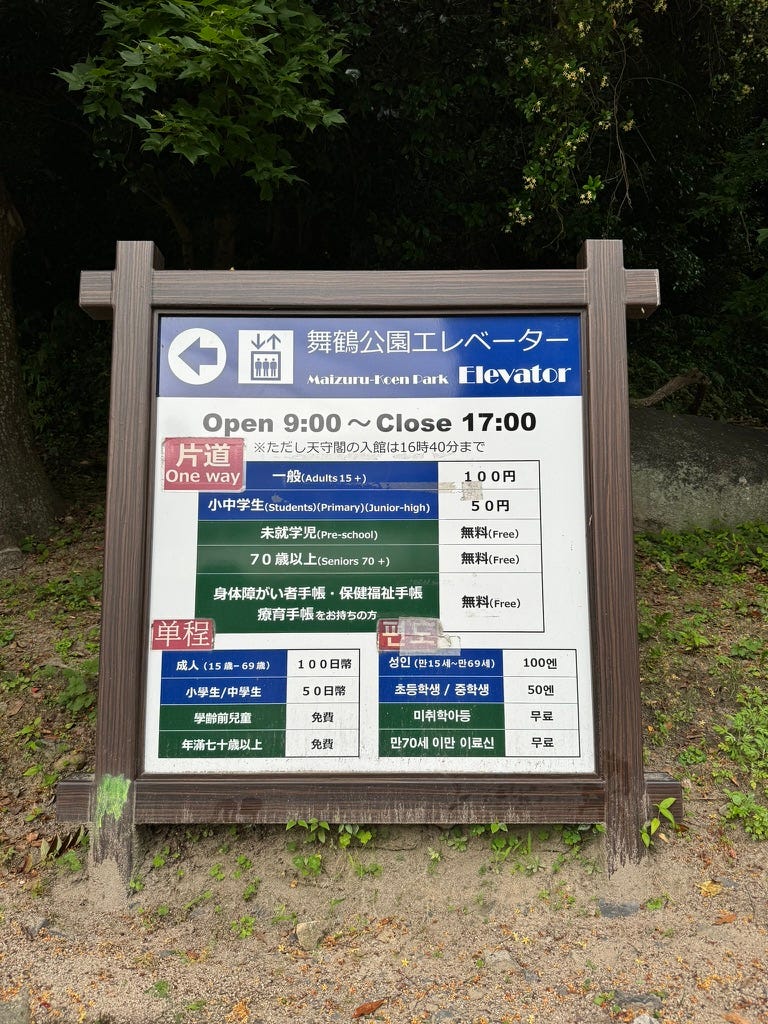 舞鶴公園エレベーター
Maizuru-Koen Park Elevator
Open 9:00～Close 17:00
※ただし天守閣の入館は16時40分まで
片道
One way
一般(Adults 15 +) 100円
小中学生(Students)(Primary)(Junior-high) 50円
未就学児(Pre-school) 無料(Free)
70歳以上(Seniors 70 +) 無料(Free)
身体障がい者手帳・保健福祉手帳
療育手帳をお持ちの方 無料(Free)
单程
成人 (15歲–69歲) 100日幣
小學生/中學生 50日幣
學齡前兒童 免費
年滿七十歲以上 免費
편도
성인 (만15세~만69세) 100엔
초등학생 / 중학생 50엔
미취학아등 무료
만70세 이만 이료신 무료